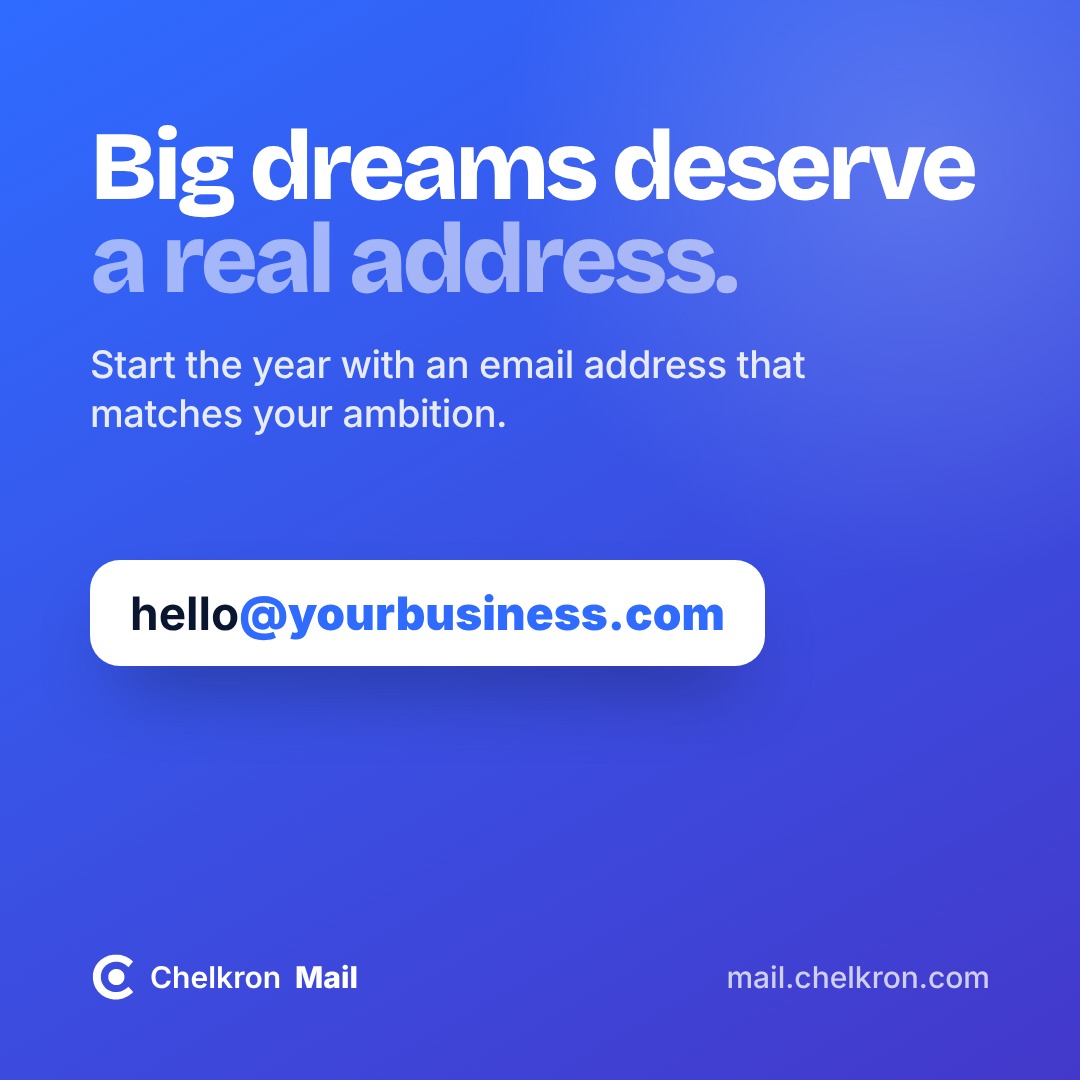 Big dreams deserve
a real address.
Start the year with an email address that
matches your ambition.
hello@yourbusiness.com
Chelkron Mail
mail.chelkron.com